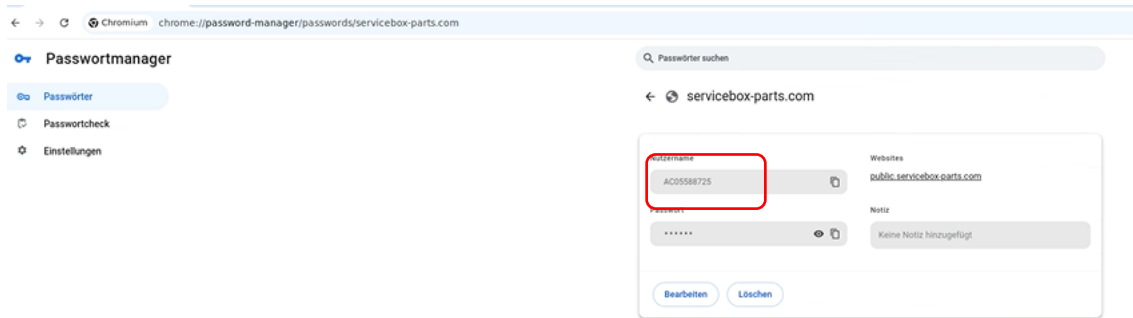 Chromium chrome://password-manager/passwords/servicebox-parts.com
Passwortmanager
Passwörter suchen
Passwörter
Passwortcheck
Einstellungen
servicebox-parts.com
Nutzername
AC05588725
Websites
public.servicebox-parts.com
Passwort
••••••
Notiz
Keine Notiz hinzugefügt
Bearbeiten
Löschen